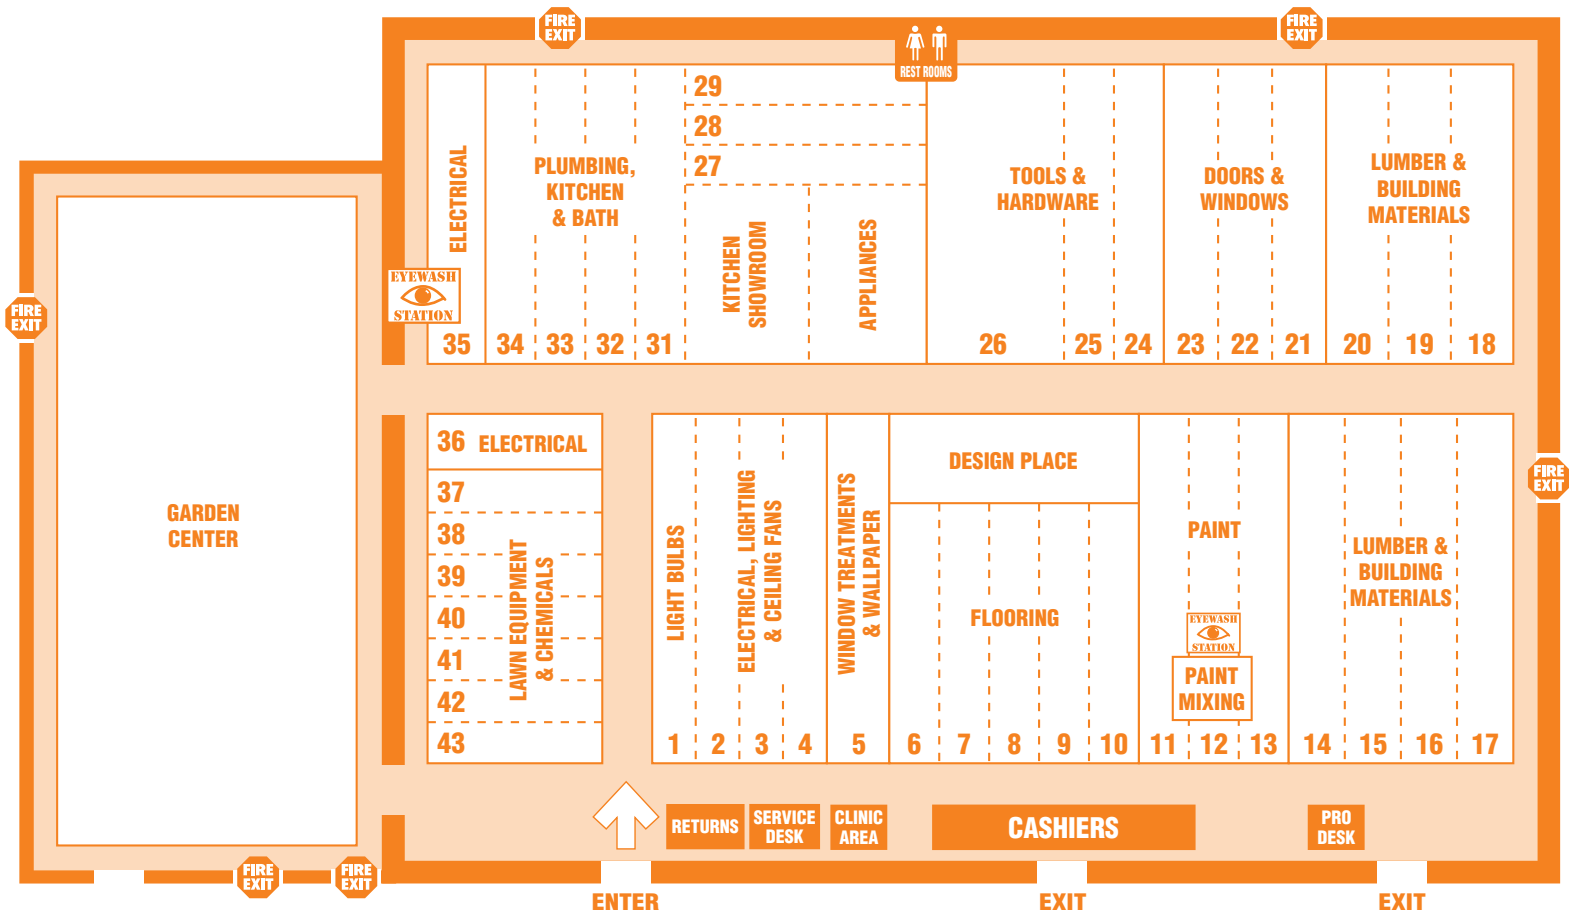 FIRE
EXIT
FIRE
EXIT
REST ROOMS
29
28
27
ELECTRICAL
PLUMBING,
KITCHEN
& BATH
KITCHEN
SHOWROOM
APPLIANCES
TOOLS &
HARDWARE
DOORS &
WINDOWS
LUMBER &
BUILDING
MATERIALS
EYEWASH
STATION
FIRE
EXIT
35 34 33 32 31 26 25 24 23 22 21 20 19 18
36 ELECTRICAL
37
38
39
40
41
42
43
LAWN EQUIPMENT
& CHEMICALS
GARDEN
CENTER
LIGHT BULBS
ELECTRICAL, LIGHTING
& CEILING FANS
WINDOW TREATMENTS
& WALLPAPER
DESIGN PLACE
FLOORING
PAINT
EYEWASH
STATION
PAINT
MIXING
LUMBER &
BUILDING
MATERIALS
FIRE
EXIT
1 2 3 4 5 6 7 8 9 10 11 12 13 14 15 16 17
RETURNS
SERVICE
DESK
CLINIC
AREA
CASHIERS
PRO
DESK
FIRE
EXIT
FIRE
EXIT
ENTER
EXIT
EXIT